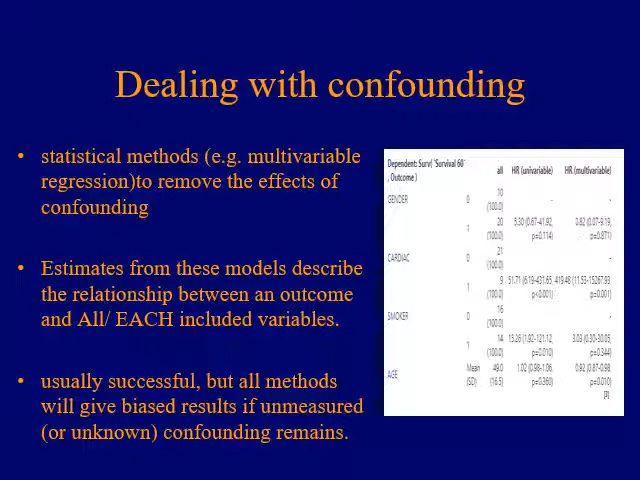 Dealing with confounding
• statistical methods (e.g. multivariable
regression)to remove the effects of
confounding
• Estimates from these models describe
the relationship between an outcome
and All/ EACH included variables.
• usually successful, but all methods
will give biased results if unmeasured
(or unknown) confounding remains.
Dependent: Surv( `Survival 60`
, Outcome ) all HR (univariable) HR (multivariable)
GENDER 0 10
(100.0) - -
1 20
(100.0) 5.30 (0.67-41.92,
p=0.114) 0.82 (0.07-9.19,
p=0.871)
CARDIAC 0 21
(100.0) -
1 9
(100.0) 51.71 (6.19-431.65,
p<0.001) 419.48 (11.53-15267.93,
p=0.001)
SMOKER 0 16
(100.0)
1 14
(100.0) 15.26 (1.92-121.12,
p=0.010) 3.03 (0.30-30.05,
p=0.344)
AGE Mean
(SD) 49.0
(16.5) 1.02 (0.98-1.06,
p=0.360) 0.92 (0.87-0.98,
p=0.010)
[3]